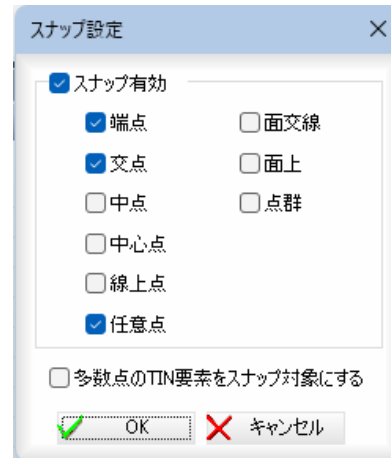 スナップ設定
スナップ有効
端点
面交線
交点
面上
中点
点群
中心点
線上点
任意点
多数点のTIN要素をスナップ対象にする
OK
キャンセル